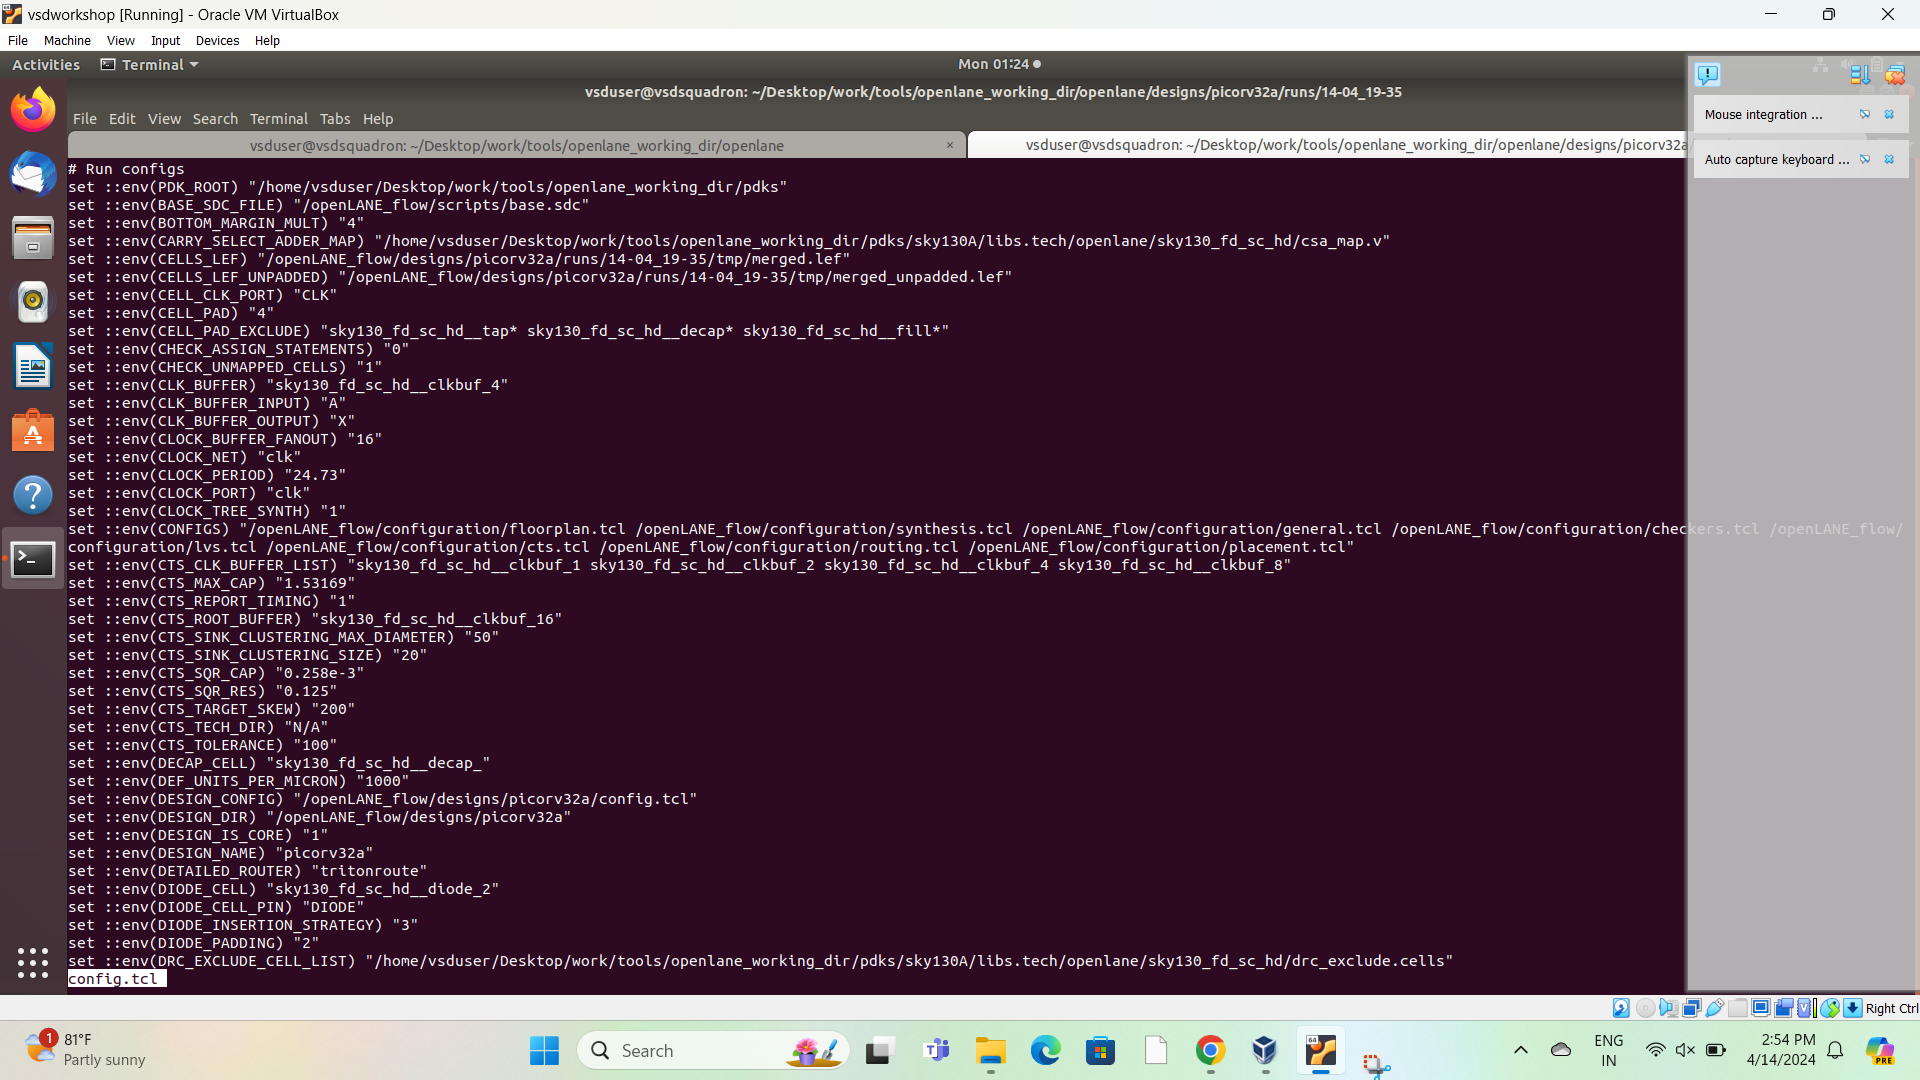 vsdworkshop [Running] - Oracle VM VirtualBox
File Machine View Input Devices Help
Activities Terminal Mon 01:24
vsduser@vsdsquadron: ~/Desktop/work/tools/openlane_working_dir/openlane/designs/picorv32a/runs/14-04_19-35
File Edit View Search Terminal Tabs Help
vsduser@vsdsquadron: ~/Desktop/work/tools/openlane_working_dir/openlane ×
vsduser@vsdsquadron: ~/Desktop/work/tools/openlane_working_dir/openlane/designs/picorv32a
Mouse integration ...
Auto capture keyboard ...
# Run configs
set ::env(PDK_ROOT) "/home/vsduser/Desktop/work/tools/openlane_working_dir/pdks"
set ::env(BASE_SDC_FILE) "/openLANE_flow/scripts/base.sdc"
set ::env(BOTTOM_MARGIN_MULT) "4"
set ::env(CARRY_SELECT_ADDER_MAP) "/home/vsduser/Desktop/work/tools/openlane_working_dir/pdks/sky130A/libs.tech/openlane/sky130_fd_sc_hd/csa_map.v"
set ::env(CELLS_LEF) "/openLANE_flow/designs/picorv32a/runs/14-04_19-35/tmp/merged.lef"
set ::env(CELLS_LEF_UNPADDED) "/openLANE_flow/designs/picorv32a/runs/14-04_19-35/tmp/merged_unpadded.lef"
set ::env(CELL_CLK_PORT) "CLK"
set ::env(CELL_PAD) "4"
set ::env(CELL_PAD_EXCLUDE) "sky130_fd_sc_hd__tap* sky130_fd_sc_hd__decap* sky130_fd_sc_hd__fill*"
set ::env(CHECK_ASSIGN_STATEMENTS) "0"
set ::env(CHECK_UNMAPPED_CELLS) "1"
set ::env(CLK_BUFFER) "sky130_fd_sc_hd__clkbuf_4"
set ::env(CLK_BUFFER_INPUT) "A"
set ::env(CLK_BUFFER_OUTPUT) "X"
set ::env(CLOCK_BUFFER_FANOUT) "16"
set ::env(CLOCK_NET) "clk"
set ::env(CLOCK_PERIOD) "24.73"
set ::env(CLOCK_PORT) "clk"
set ::env(CLOCK_TREE_SYNTH) "1"
set ::env(CONFIGS) "/openLANE_flow/configuration/floorplan.tcl /openLANE_flow/configuration/synthesis.tcl /openLANE_flow/configuration/general.tcl /openLANE_flow/configuration/checkers.tcl /openLANE_flow/
configuration/lvs.tcl /openLANE_flow/configuration/cts.tcl /openLANE_flow/configuration/routing.tcl /openLANE_flow/configuration/placement.tcl"
set ::env(CTS_CLK_BUFFER_LIST) "sky130_fd_sc_hd__clkbuf_1 sky130_fd_sc_hd__clkbuf_2 sky130_fd_sc_hd__clkbuf_4 sky130_fd_sc_hd__clkbuf_8"
set ::env(CTS_MAX_CAP) "1.53169"
set ::env(CTS_REPORT_TIMING) "1"
set ::env(CTS_ROOT_BUFFER) "sky130_fd_sc_hd__clkbuf_16"
set ::env(CTS_SINK_CLUSTERING_MAX_DIAMETER) "50"
set ::env(CTS_SINK_CLUSTERING_SIZE) "20"
set ::env(CTS_SQR_CAP) "0.258e-3"
set ::env(CTS_SQR_RES) "0.125"
set ::env(CTS_TARGET_SKEW) "200"
set ::env(CTS_TECH_DIR) "N/A"
set ::env(CTS_TOLERANCE) "100"
set ::env(DECAP_CELL) "sky130_fd_sc_hd__decap_"
set ::env(DEF_UNITS_PER_MICRON) "1000"
set ::env(DESIGN_CONFIG) "/openLANE_flow/designs/picorv32a/config.tcl"
set ::env(DESIGN_DIR) "/openLANE_flow/designs/picorv32a"
set ::env(DESIGN_IS_CORE) "1"
set ::env(DESIGN_NAME) "picorv32a"
set ::env(DETAILED_ROUTER) "tritonroute"
set ::env(DIODE_CELL) "sky130_fd_sc_hd__diode_2"
set ::env(DIODE_CELL_PIN) "DIODE"
set ::env(DIODE_INSERTION_STRATEGY) "3"
set ::env(DIODE_PADDING) "2"
set ::env(DRC_EXCLUDE_CELL_LIST) "/home/vsduser/Desktop/work/tools/openlane_working_dir/pdks/sky130A/libs.tech/openlane/sky130_fd_sc_hd/drc_exclude.cells"
config.tcl
Right Ctrl
1
81°F
Partly sunny
Search
64
ENG
IN
2:54 PM
4/14/2024
PRE